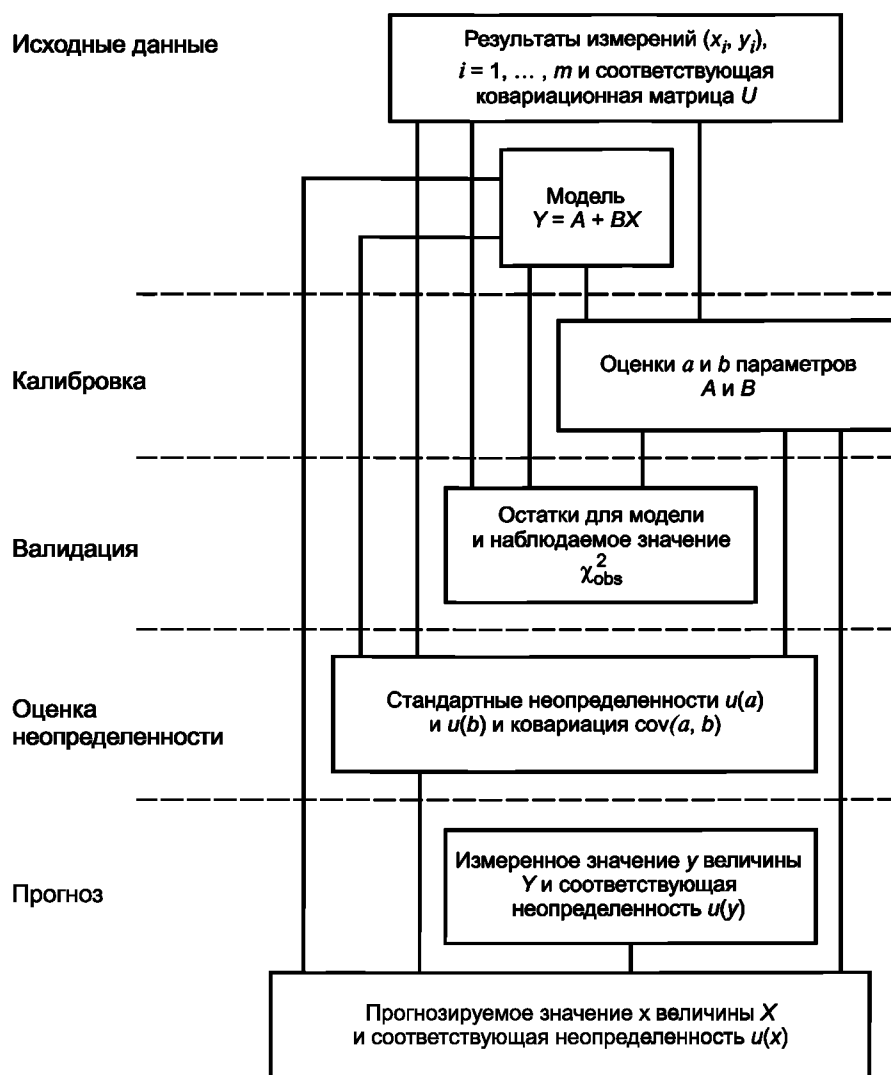 Исходные данные
Результаты измерений (xᵢ, yᵢ),
i = 1, … , m и соответствующая
ковариационная матрица U
Модель
Y = A + BX
Калибровка
Оценки a и b параметров
A и B
Валидация
Остатки для модели
и наблюдаемое значение
χ²obs
Оценка
неопределенности
Стандартные неопределенности u(a)
и u(b) и ковариация cov(a, b)
Прогноз
Измеренное значение y величины
Y и соответствующая
неопределенность u(y)
Прогнозируемое значение x величины X
и соответствующая неопределенность u(x)